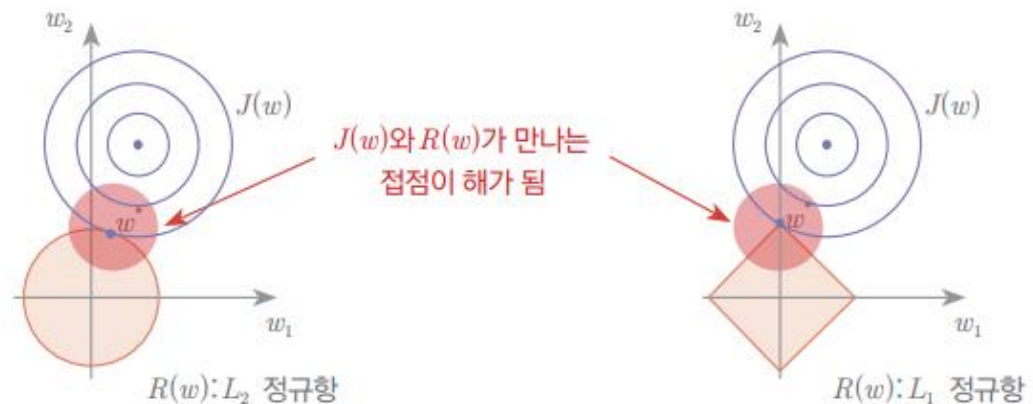 w₂
J(w)
w
w₁
R(w): L₂ 정규항
J(w)와 R(w)가 만나는
접점이 해가 됨
w₂
J(w)
w
w₁
R(w): L₁ 정규항